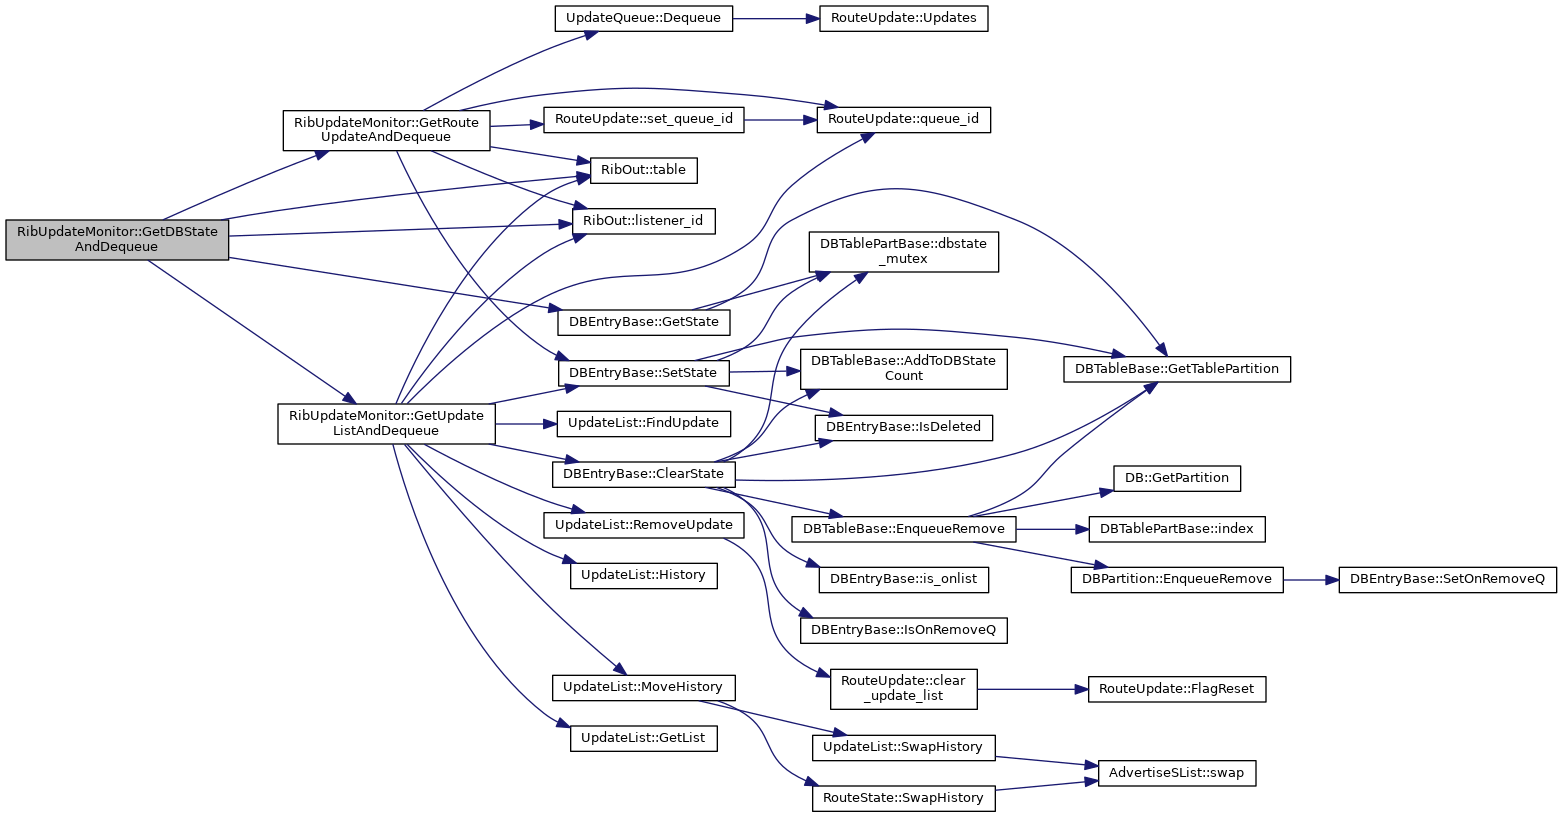 RibUpdateMonitor::GetDBState
AndDequeue
RibUpdateMonitor::GetRoute
UpdateAndDequeue
RibUpdateMonitor::GetUpdate
ListAndDequeue
UpdateQueue::Dequeue
RouteUpdate::set_queue_id
RibOut::table
RibOut::listener_id
DBEntryBase::GetState
DBEntryBase::SetState
UpdateList::FindUpdate
DBEntryBase::ClearState
UpdateList::RemoveUpdate
UpdateList::History
UpdateList::MoveHistory
UpdateList::GetList
RouteUpdate::Updates
RouteUpdate::queue_id
DBTablePartBase::dbstate
_mutex
DBTableBase::AddToDBState
Count
DBEntryBase::IsDeleted
DBTableBase::EnqueueRemove
DBEntryBase::is_onlist
DBEntryBase::IsOnRemoveQ
RouteUpdate::clear
_update_list
UpdateList::SwapHistory
RouteState::SwapHistory
DBTableBase::GetTablePartition
DB::GetPartition
DBTablePartBase::index
DBPartition::EnqueueRemove
RouteUpdate::FlagReset
AdvertiseSList::swap
DBEntryBase::SetOnRemoveQ